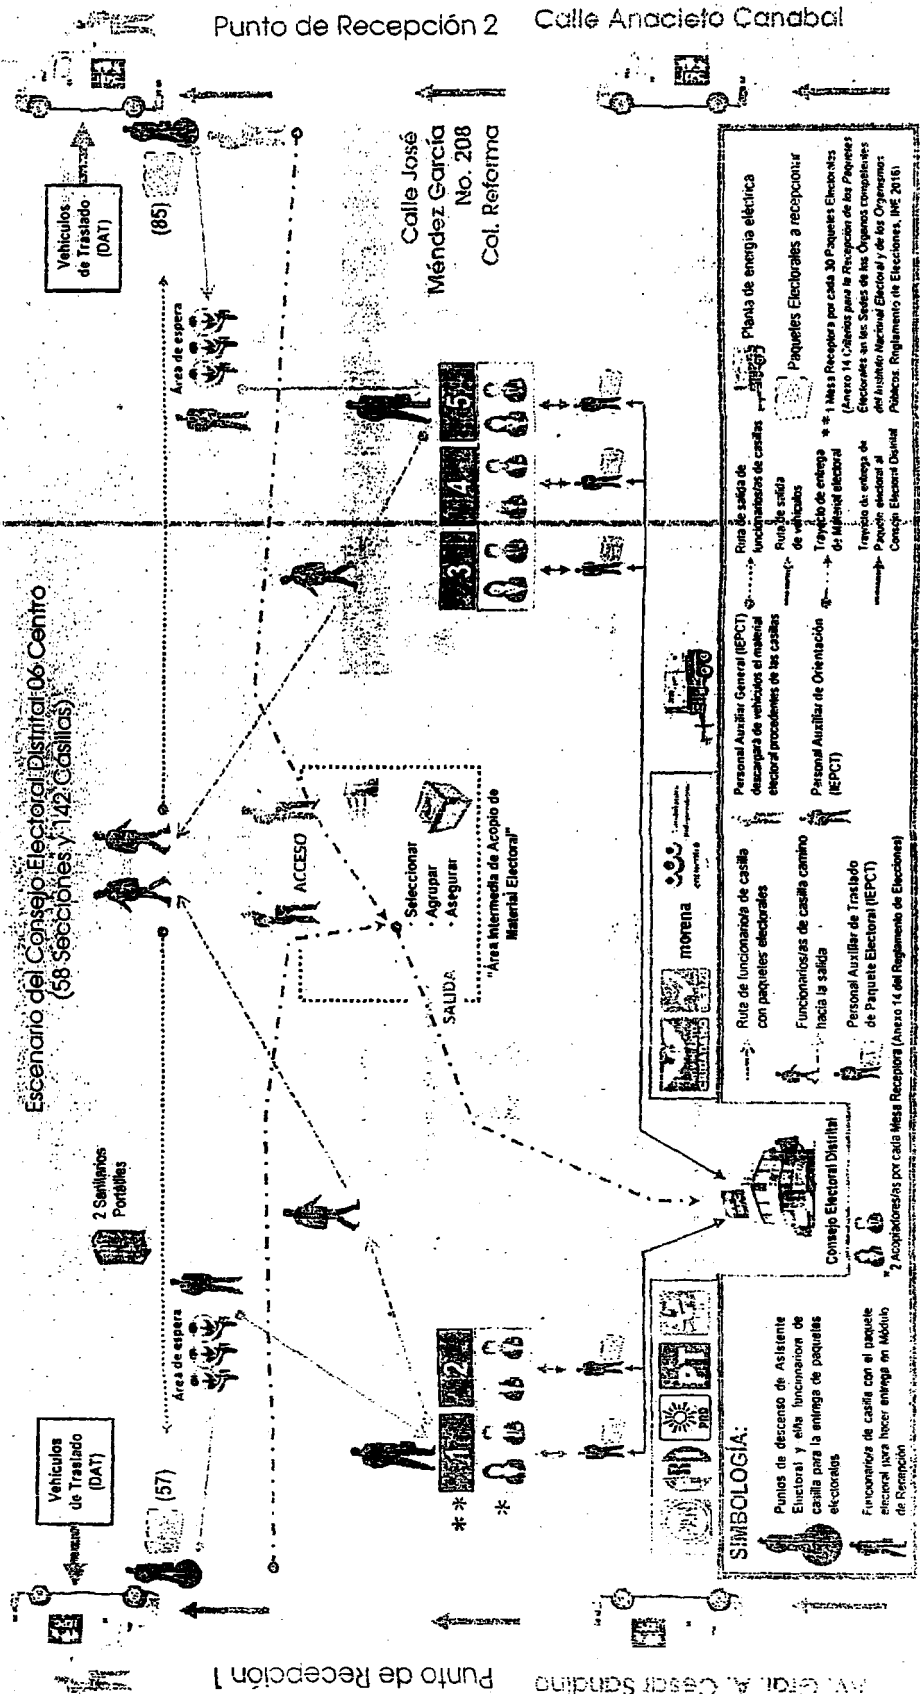 Escenario del Consejo Electoral Distrital 06 Centro
(58 Secciones y 142 Casillas)
Punto de Recepción 1
Punto de Recepción 2
Calle Anacleto Canabal
Vehículos
de Traslado
(DAT)
(57)
Área de espera
2 Sanitarios
Portátiles
Vehículos
de Traslado
(DAT)
(85)
Área de espera
Calle José
Méndez García
No. 208
Col. Reforma
ACCESO
· Seleccionar
· Agrupar
· Asegurar
SALIDA
"Área Intermedia de Acopio de
Material Electoral"
**
1
2
3
4
5
*
PRD
morena
encuentro
Consejo Electoral Distrital
SIMBOLOGÍA:
Puntos de descenso de Asistente
Electoral y el/la funcionario/a de
casilla para la entrega de paquetes
electorales
Funcionario/a de casilla con el paquete
electoral para hacer entrega en Módulo
de Recepción
* 2 Acopiadores/as por cada Mesa Receptora (Anexo 14 del Reglamento de Elecciones)
Ruta de funcionario/a de casilla
con paquetes electorales
Funcionarios/as de casilla camino
hacia la salida
Personal Auxiliar de Traslado
de Paquete Electoral (IEPCT)
Personal Auxiliar General (IEPCT)
descargará de vehículos el material
electoral procedentes de las casillas
Personal Auxiliar de Orientación
(IEPCT)
Ruta de salida de
funcionarios/as de casillas
Ruta de salida
de vehículos
Trayecto de entrega
de Material electoral
Trayecto de entrega de
Paquete electoral al
Consejo Electoral Distrital
Planta de energía eléctrica
Paquetes Electorales a recepcionar
** 1 Mesa Receptora por cada 30 Paquetes Electorales
(Anexo 14 Criterios para la Recepción de los Paquetes
Electorales en las Sedes de los Órganos competentes
del Instituto Nacional Electoral y de los Organismos
Públicos. Reglamento de Elecciones, INE 2016)